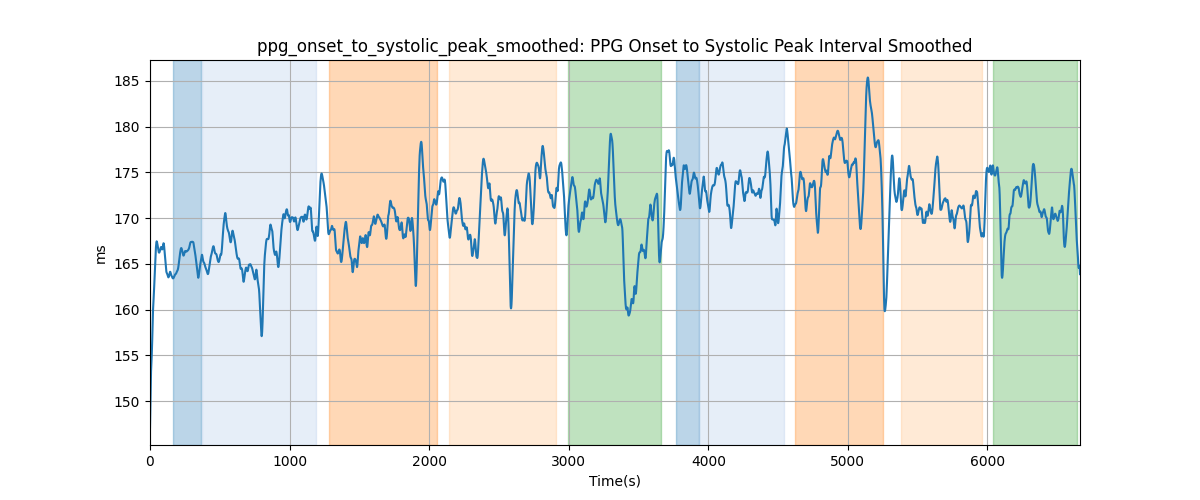 ppg_onset_to_systolic_peak_smoothed: PPG Onset to Systolic Peak Interval Smoothed
185
180
175
170
165
160
155
150
ms
0 1000 2000 3000 4000 5000 6000
Time(s)